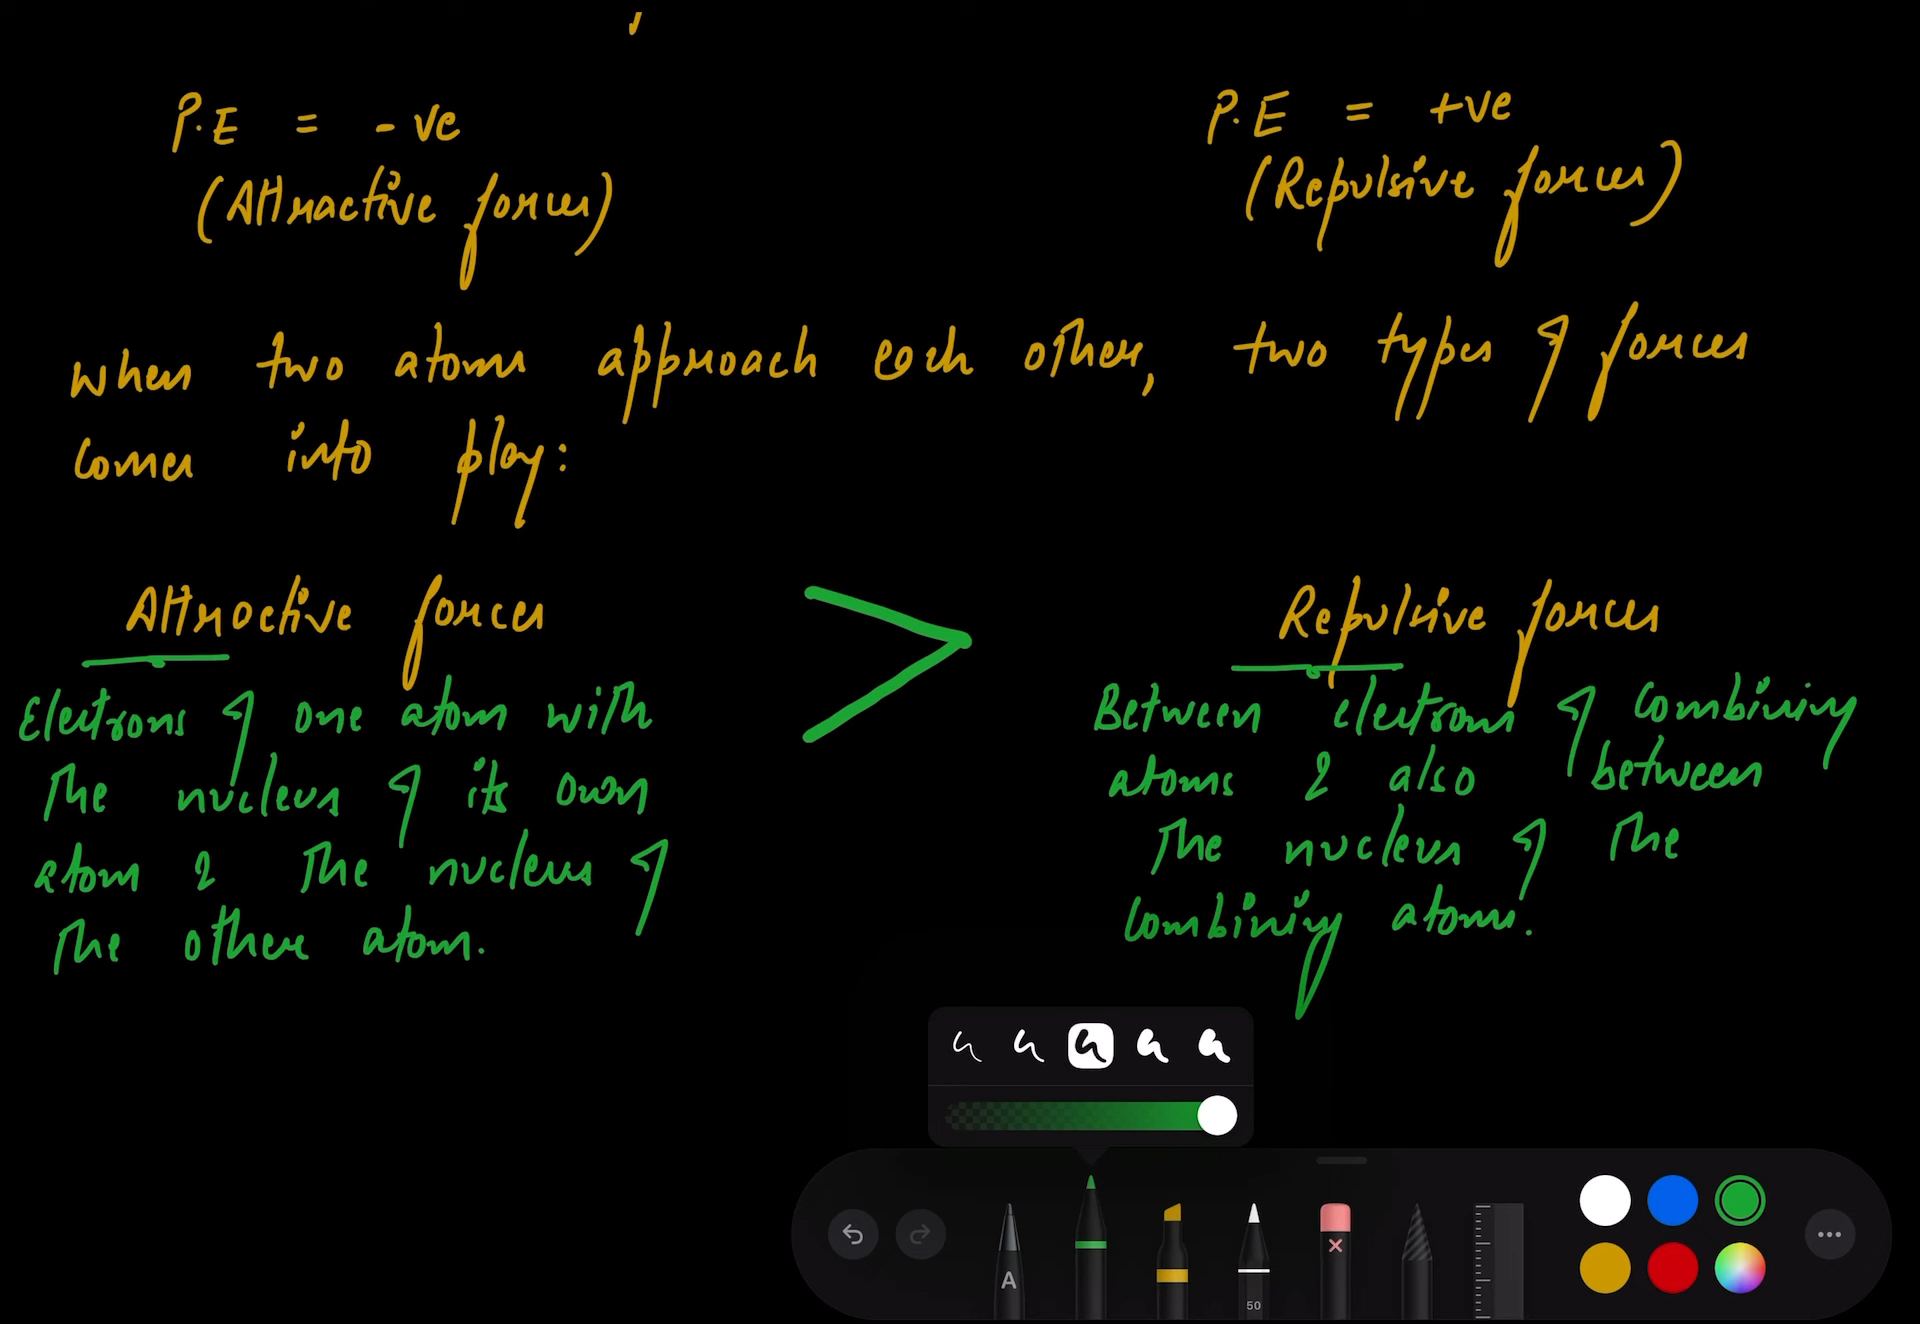 P.E = -ve
(Attractive forces)
P.E = +ve
(Repulsive forces)
When two atoms approach each other, two types of forces
comes into play:
Attractive forces
>
Repulsive forces
Electrons of one atom with
the nucleus of its own
atom & the nucleus of
the other atom.
Between electrons of combining
atoms & also between
the nucleus of the
combining atoms.
A
50